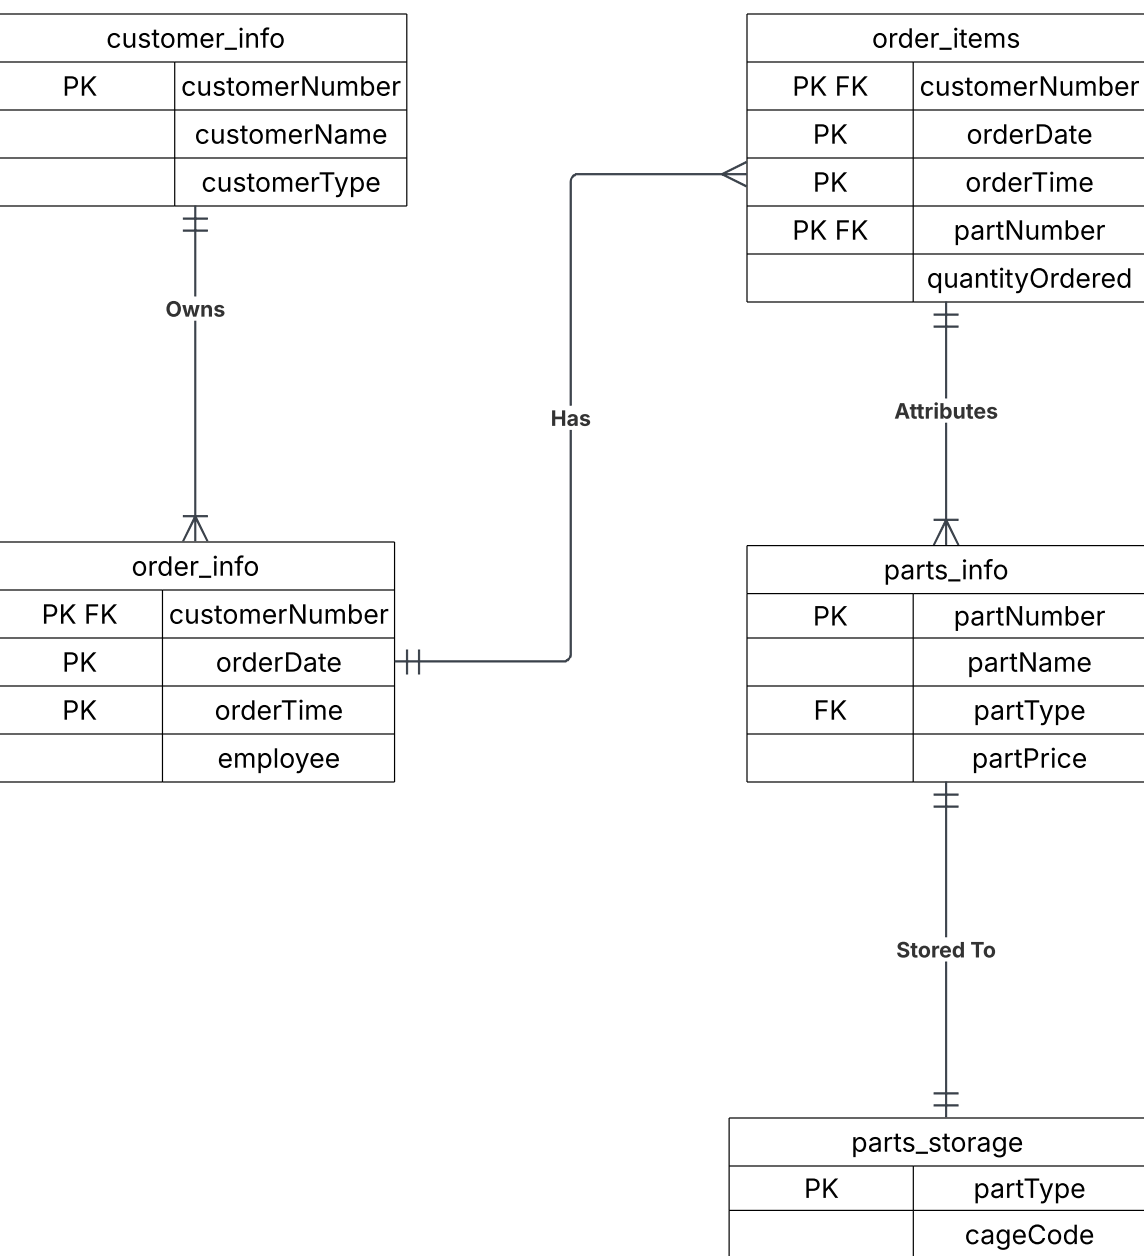 customer_info
PK customerNumber
customerName
customerType
Owns
order_info
PK FK customerNumber
PK orderDate
PK orderTime
employee
Has
order_items
PK FK customerNumber
PK orderDate
PK orderTime
PK FK partNumber
quantityOrdered
Attributes
parts_info
PK partNumber
partName
FK partType
partPrice
Stored To
parts_storage
PK partType
cageCode